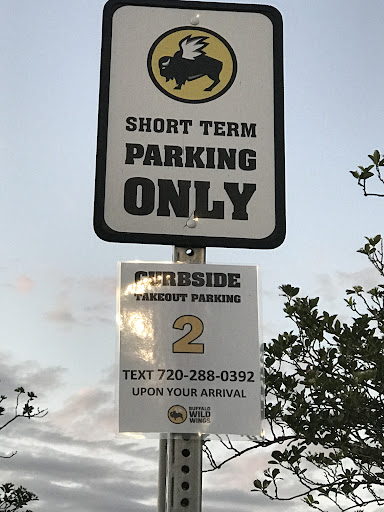 SHORT TERM
PARKING
ONLY
CURBSIDE
TAKEOUT PARKING
2
TEXT 720-288-0392
UPON YOUR ARRIVAL
BUFFALO
WILD
WINGS